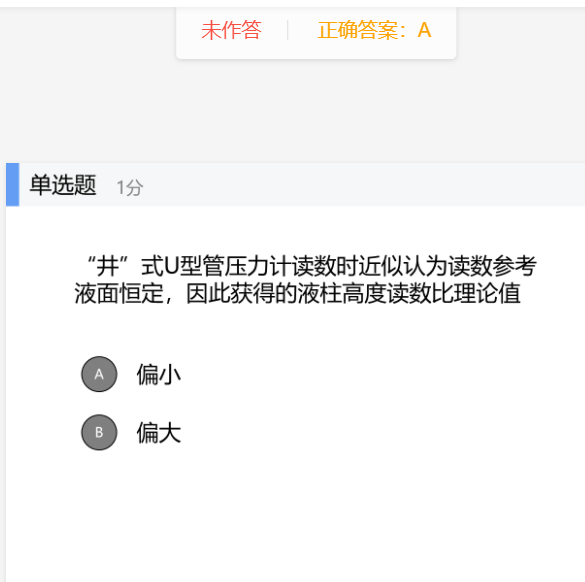 未作答 正确答案：A
单选题 1分
“井”式U型管压力计读数时近似认为读数参考
液面恒定，因此获得的液柱高度读数比理论值
A 偏小
B 偏大